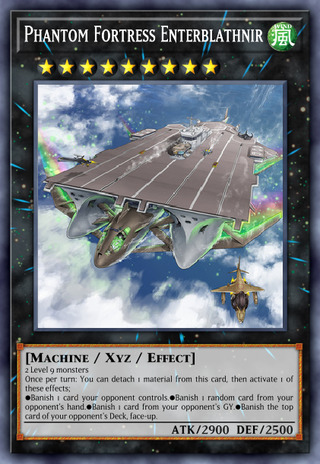 PHANTOM FORTRESS ENTERBLATHNIR
WIND
風
[MACHINE / XYZ / EFFECT]
2 Level 9 monsters
Once per turn: You can detach 1 material from this card, then activate 1 of
these effects;
●Banish 1 card your opponent controls.●Banish 1 random card from your
opponent's hand.●Banish 1 card from your opponent's GY.●Banish the top
card of your opponent's Deck, face-up.
ATK/2900 DEF/2500